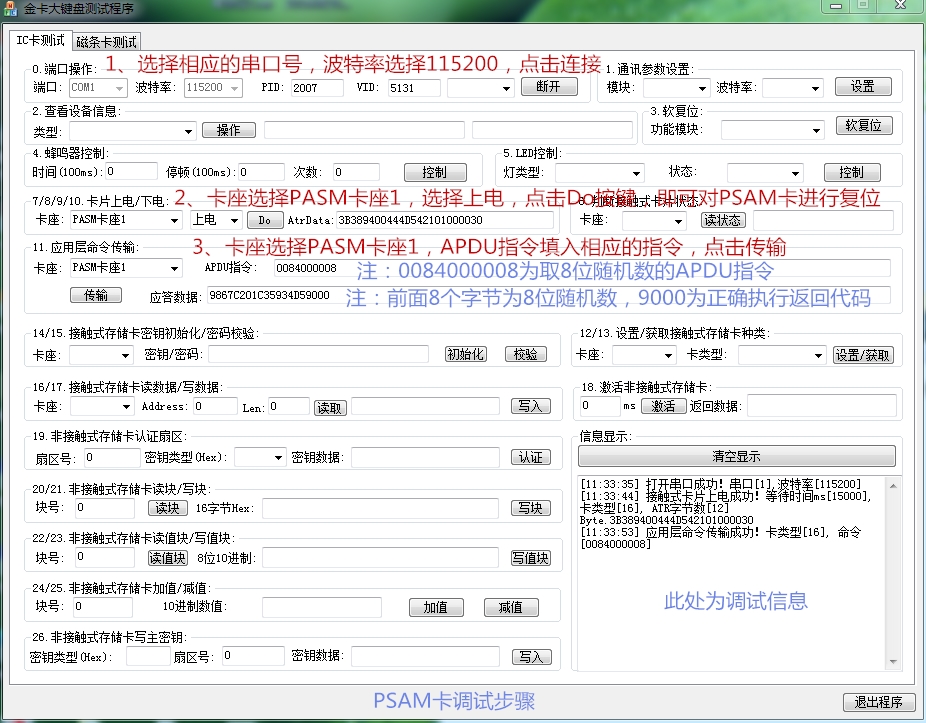 金卡大键盘测试程序
IC卡测试 磁条卡测试
1、选择相应的串口号，波特率选择115200，点击连接
0.端口操作: 1.通讯参数设置:
端口: COM1 波特率: 115200 PID: 2007 VID: 5131 断开 模块: 波特率: 设置
2.查看设备信息: 3.软复位:
类型: 操作 功能模块: 软复位
4.蜂鸣器控制: 5.LED控制:
时间(100ms): 0 停顿(100ms): 0 次数: 0 控制 灯类型: 状态: 控制
2、卡座选择PASM卡座1，选择上电，点击Do按键，即可对PSAM卡进行复位
7/8/9/10.卡片上电/下电: 6.判断接触式卡片状态:
卡座: PASM卡座1 上电 Do AtrData: 3B389400444D542101000030 卡座: 读状态
3、卡座选择PASM卡座1，APDU指令填入相应的指令，点击传输
11.应用层命令传输:
卡座: PASM卡座1 APDU指令: 0084000008 注：0084000008为取8位随机数的APDU指令
传输 应答数据: 9867C201C35934D59000 注：前面8个字节为8位随机数，9000为正确执行返回代码
14/15.接触式存储卡密钥初始化/密码校验: 12/13.设置/获取接触式存储卡种类:
卡座: 密钥/密码: 初始化 校验 卡座: 卡类型: 设置/获取
16/17.接触式存储卡读数据/写数据: 18.激活非接触式存储卡:
卡座: Address: 0 Len: 0 读取 写入 0 ms 激活 返回数据:
19.非接触式存储卡认证扇区: 信息显示:
扇区号: 0 密钥类型(Hex): 密钥数据: 认证 清空显示
20/21.非接触式存储卡读块/写块:
块号: 0 读块 16字节Hex: 写块
22/23.非接触式存储卡读值块/写值块:
块号: 0 读值块 8位10进制: 写值块
24/25.非接触式存储卡加值/减值:
块号: 0 10进制数值: 加值 减值
26.非接触式存储卡写主密钥:
密钥类型(Hex): 扇区号: 0 密钥数据: 写入
[11:33:35] 打开串口成功! 串口[1],波特率[115200]
[11:33:44] 接触式卡片上电成功! 等待时间ms[15000],
卡类型[16], ATR字节数[12]
Byte.3B389400444D542101000030
[11:33:53] 应用层命令传输成功! 卡类型[16], 命令
[0084000008]
此处为调试信息
PSAM卡调试步骤
退出程序